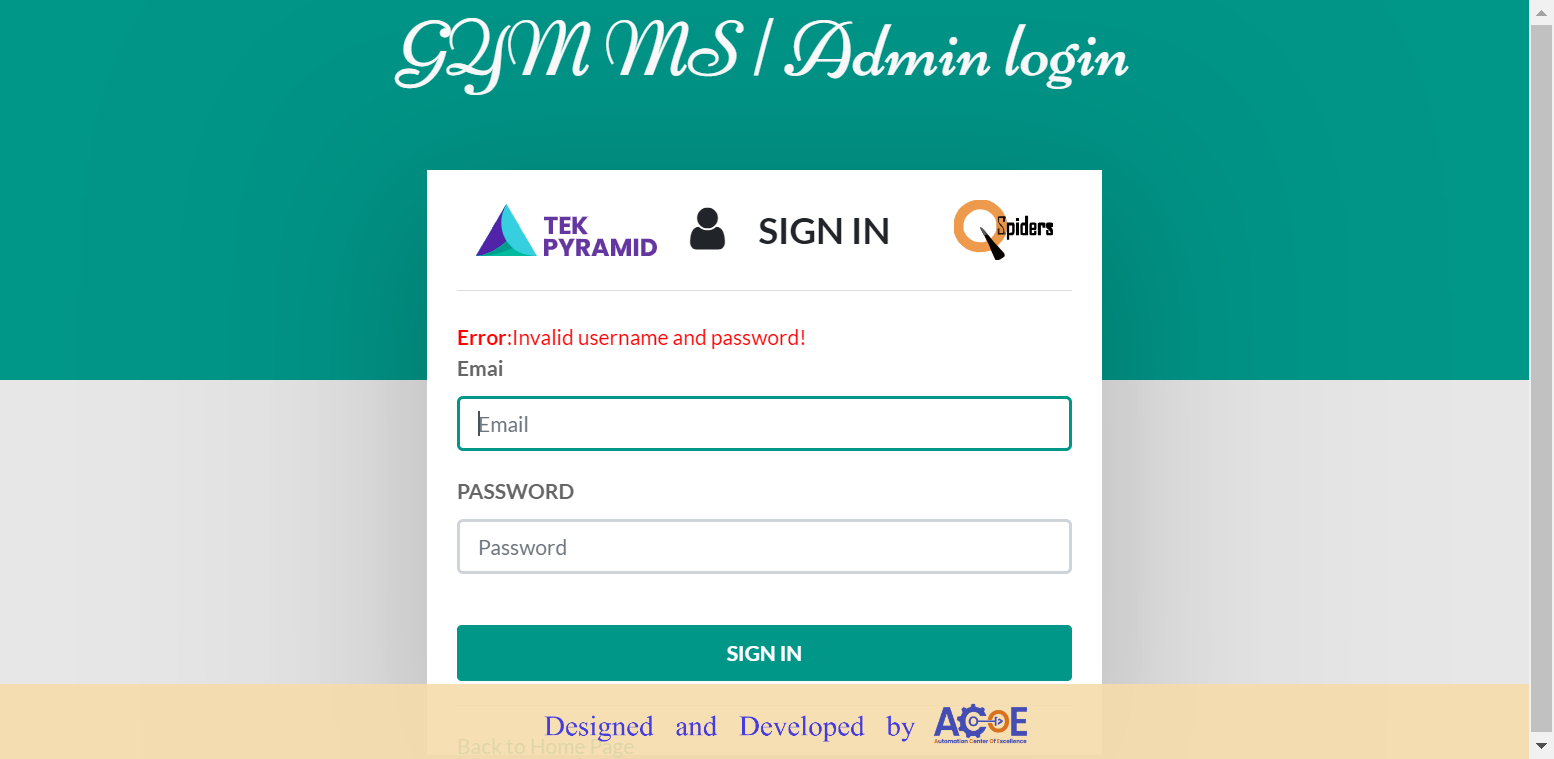 GYM MS | Admin login
TEK PYRAMID
SIGN IN
QSpiders
Error:Invalid username and password!
Emai
Email
PASSWORD
Password
SIGN IN
Designed and Developed by ACOE
Automation Center Of Excellence
Back to Home Page